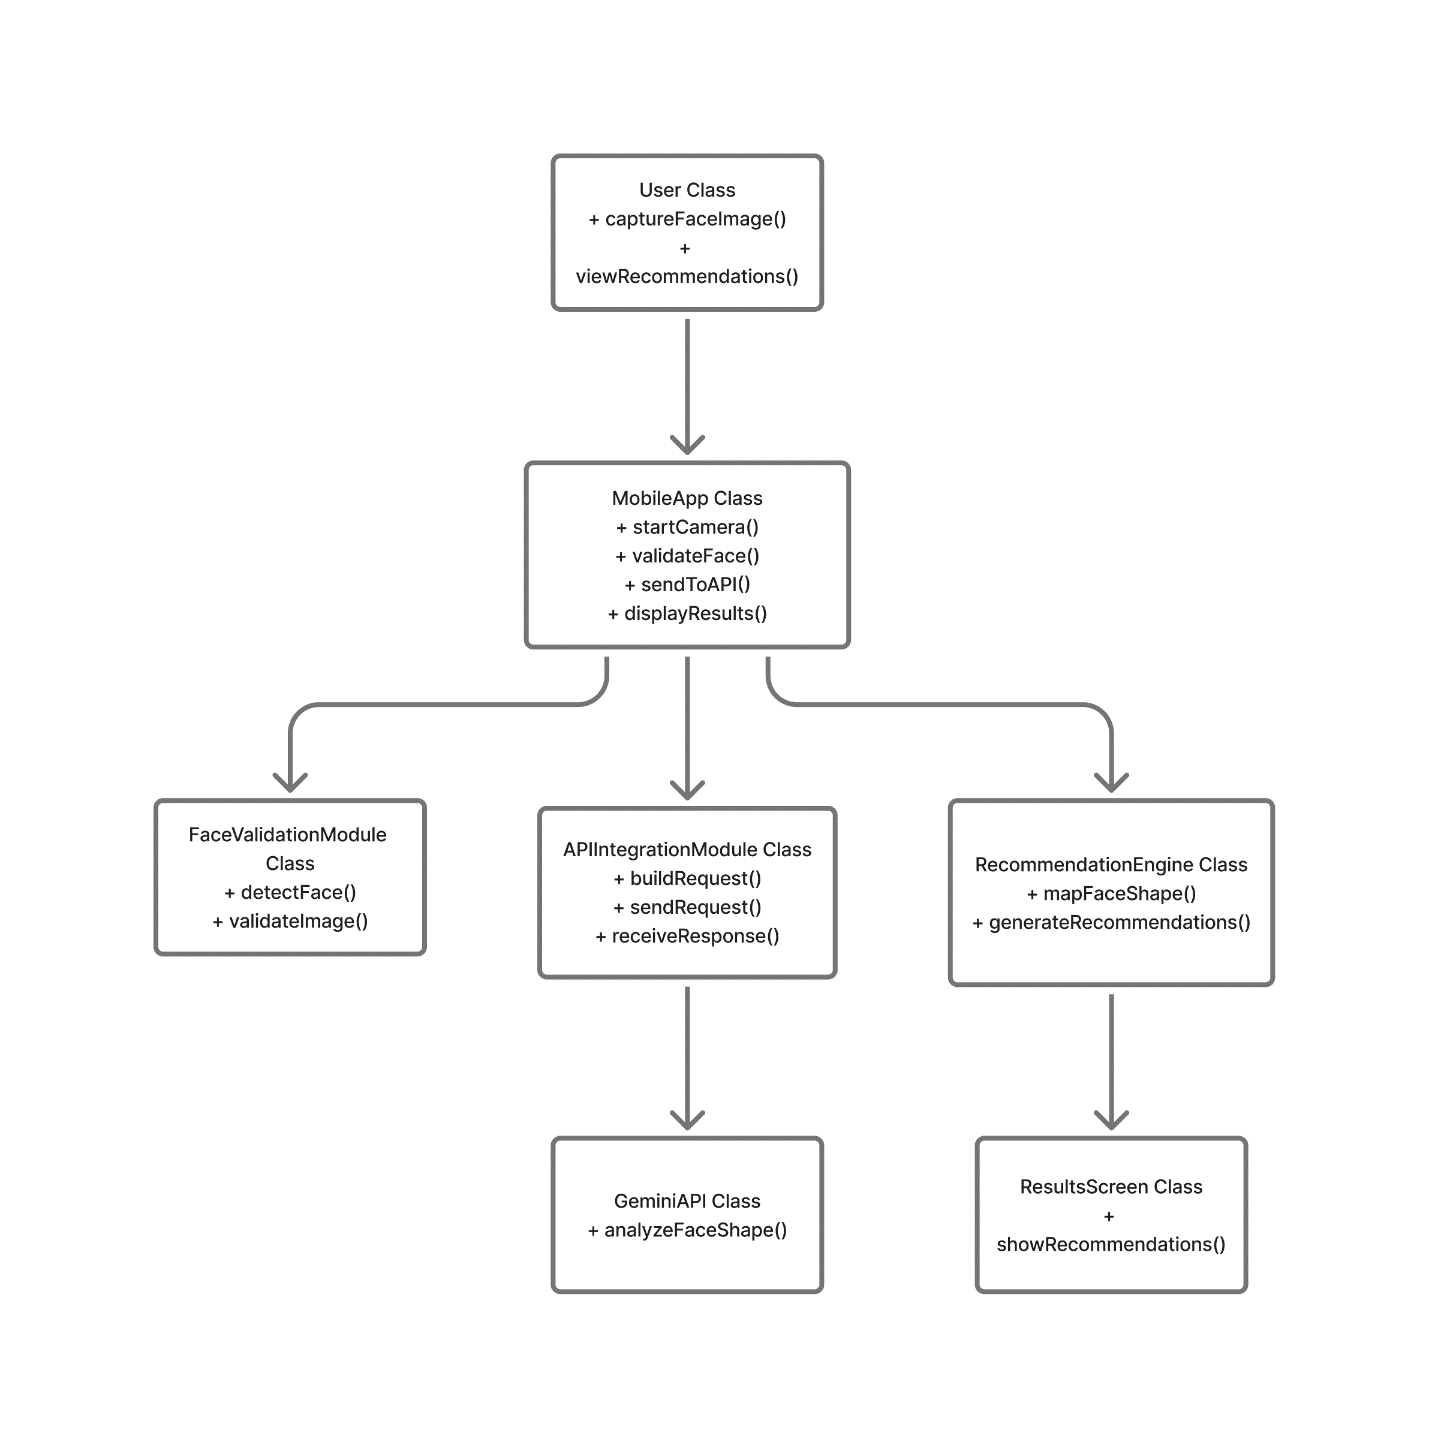 User Class
+ captureFaceImage()
+
viewRecommendations()
MobileApp Class
+ startCamera()
+ validateFace()
+ sendToAPI()
+ displayResults()
FaceValidationModule
Class
+ detectFace()
+ validateImage()
APIIntegrationModule Class
+ buildRequest()
+ sendRequest()
+ receiveResponse()
RecommendationEngine Class
+ mapFaceShape()
+ generateRecommendations()
GeminiAPI Class
+ analyzeFaceShape()
ResultsScreen Class
+
showRecommendations()